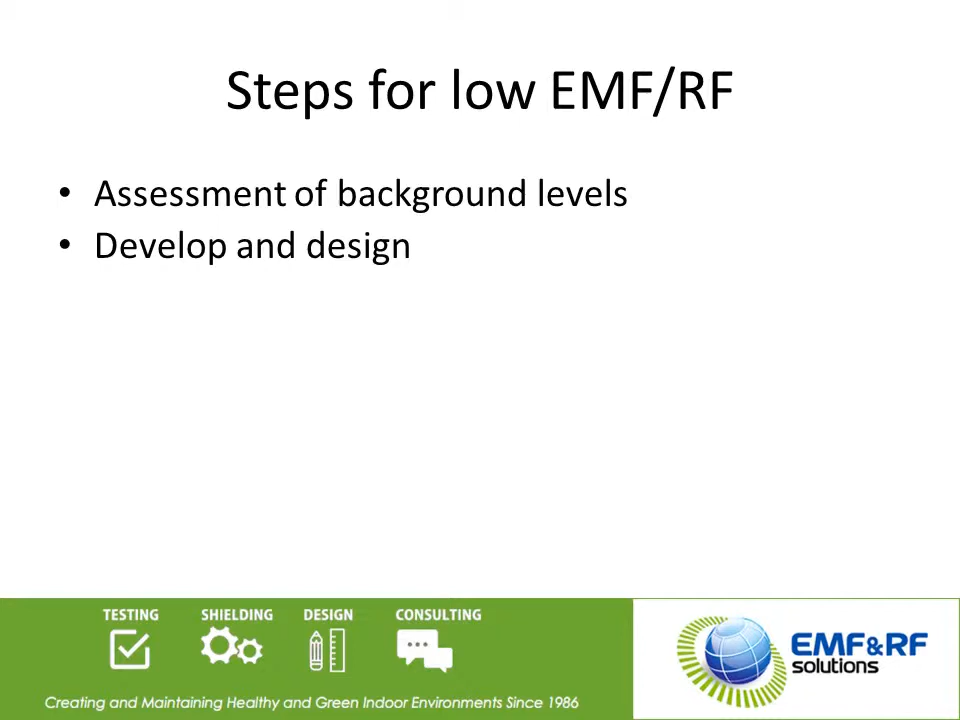 Steps for low EMF/RF
• Assessment of background levels
• Develop and design
TESTING SHIELDING DESIGN CONSULTING
Creating and Maintaining Healthy and Green Indoor Environments Since 1986
EMF&RF
solutions